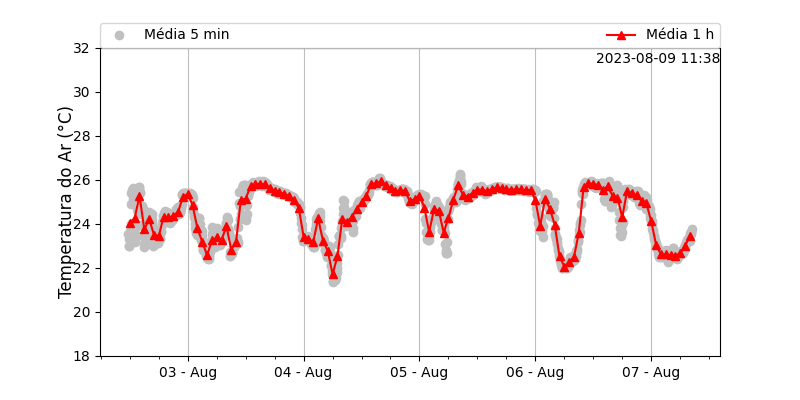 Média 5 min
Média 1 h
2023-08-09 11:38
Temperatura do Ar (°C)
32
30
28
26
24
22
20
18
03 - Aug
04 - Aug
05 - Aug
06 - Aug
07 - Aug